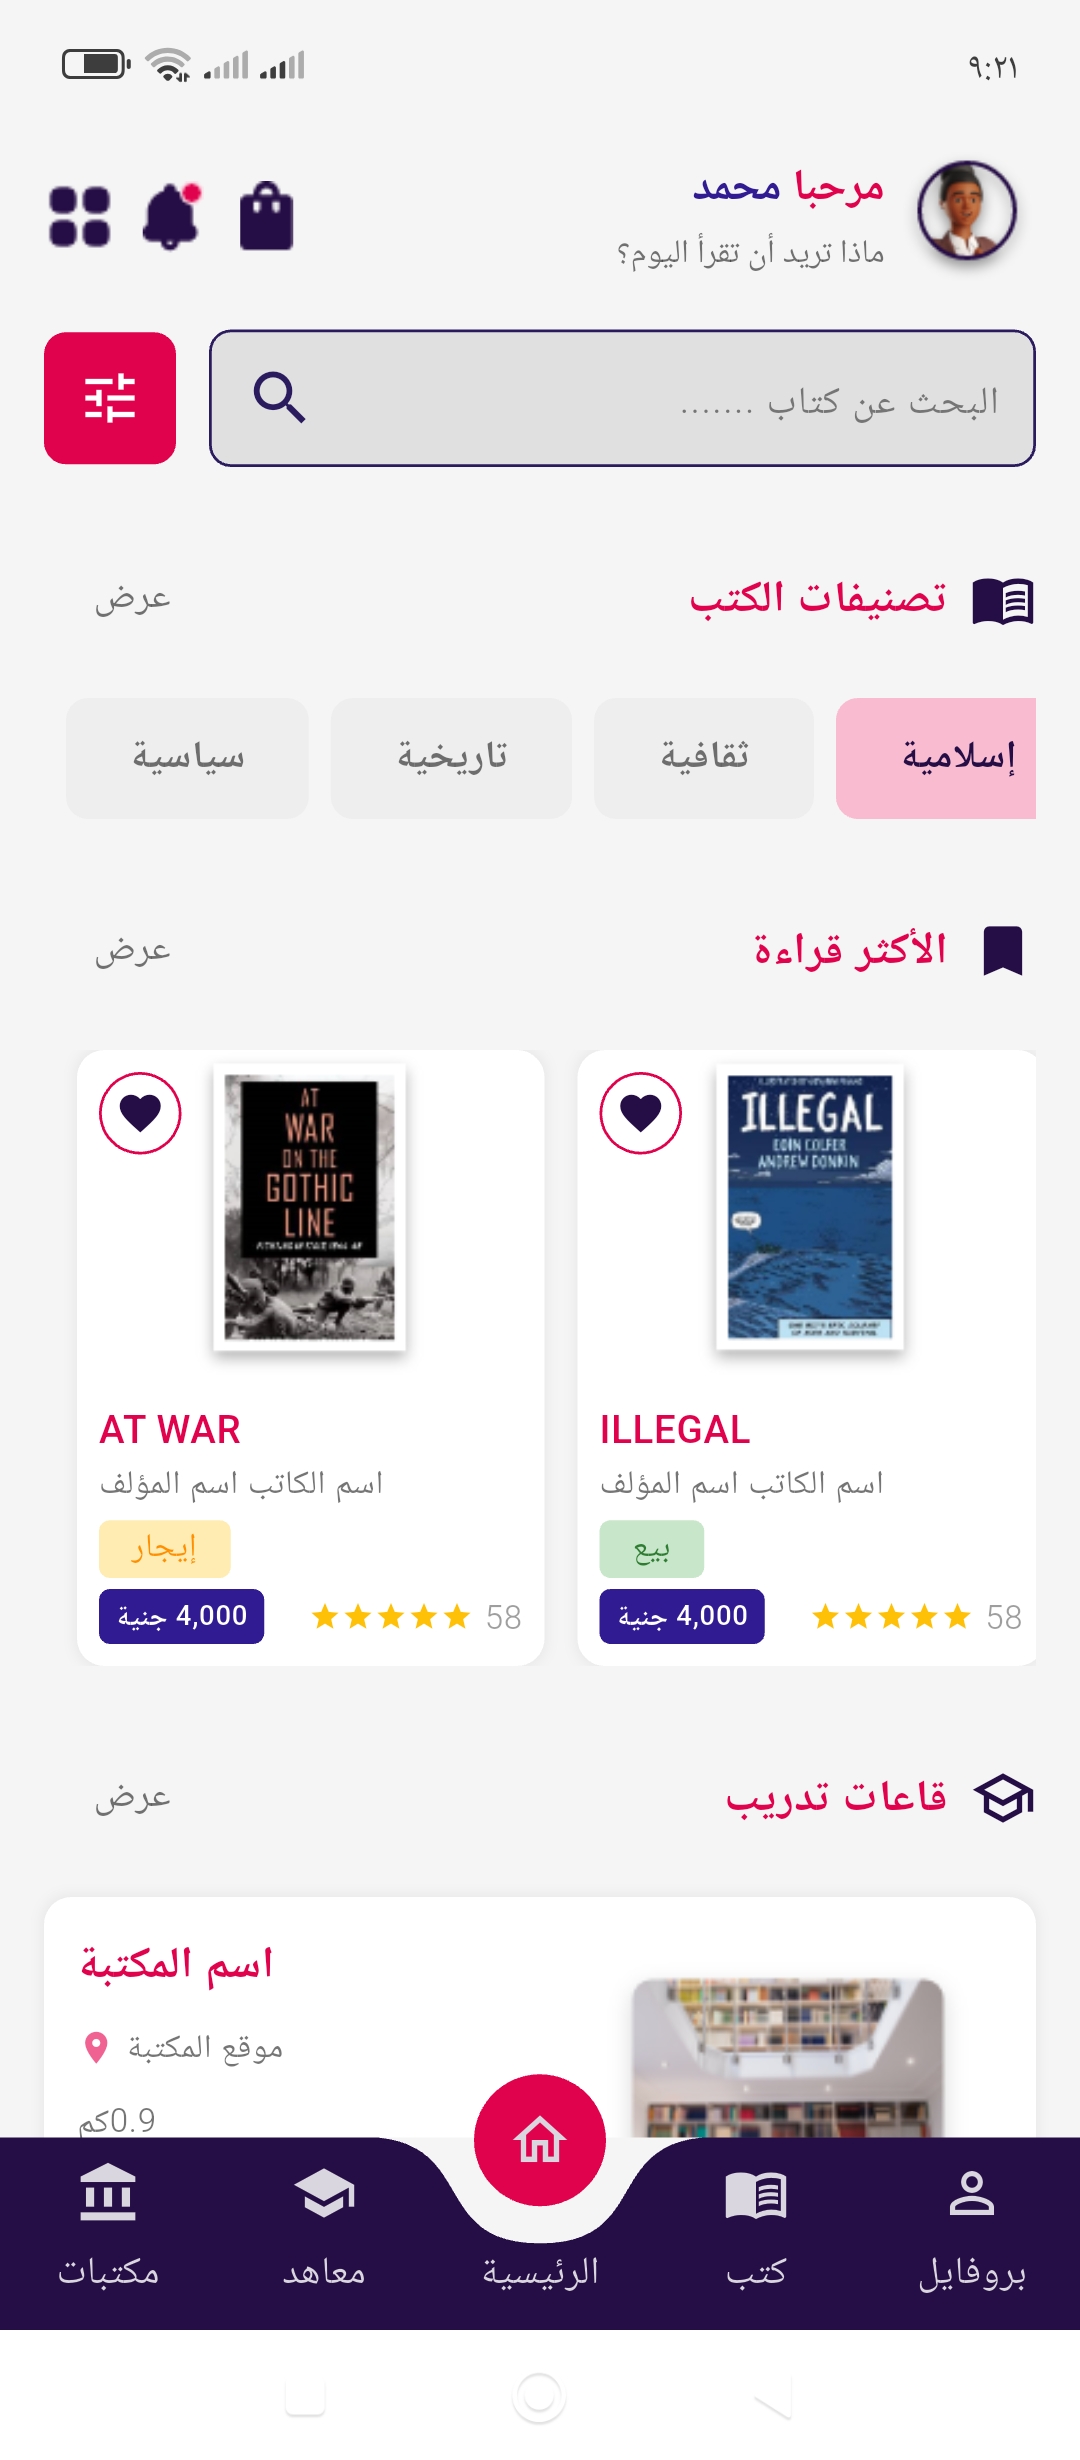 ٩:٢١
مرحبا محمد
ماذا تريد أن تقرأ اليوم؟
البحث عن كتاب .......
تصنيفات الكتب
عرض
إسلامية
ثقافية
تاريخية
سياسية
الأكثر قراءة
عرض
ILLEGAL
EOIN COLFER
ANDREW DONKIN
ILLEGAL
اسم الكاتب اسم المؤلف
بيع
4,000 جنية
58
AT
WAR
ON THE
GOTHIC
LINE
AT WAR
اسم الكاتب اسم المؤلف
إيجار
4,000 جنية
58
قاعات تدريب
عرض
اسم المكتبة
موقع المكتبة
0.9كم
بروفايل
كتب
الرئيسية
معاهد
مكتبات